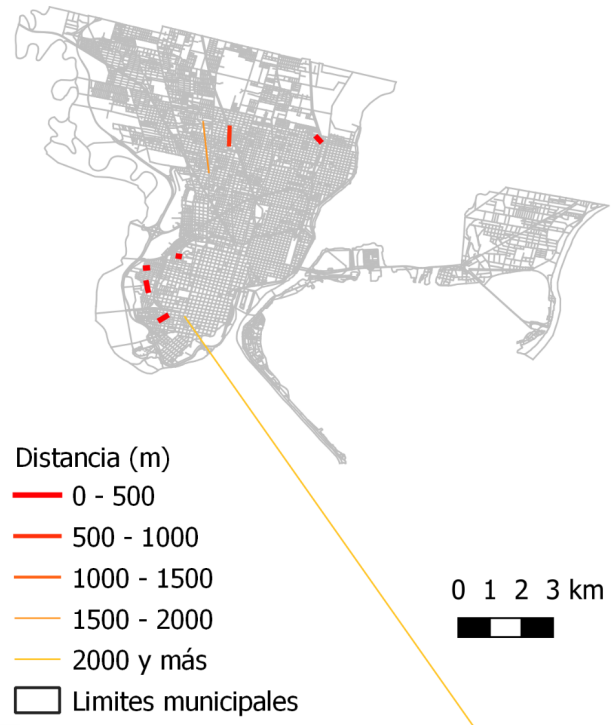 Distancia (m)
0 - 500
500 - 1000
1000 - 1500
1500 - 2000
2000 y más
Limites municipales
0 1 2 3 km